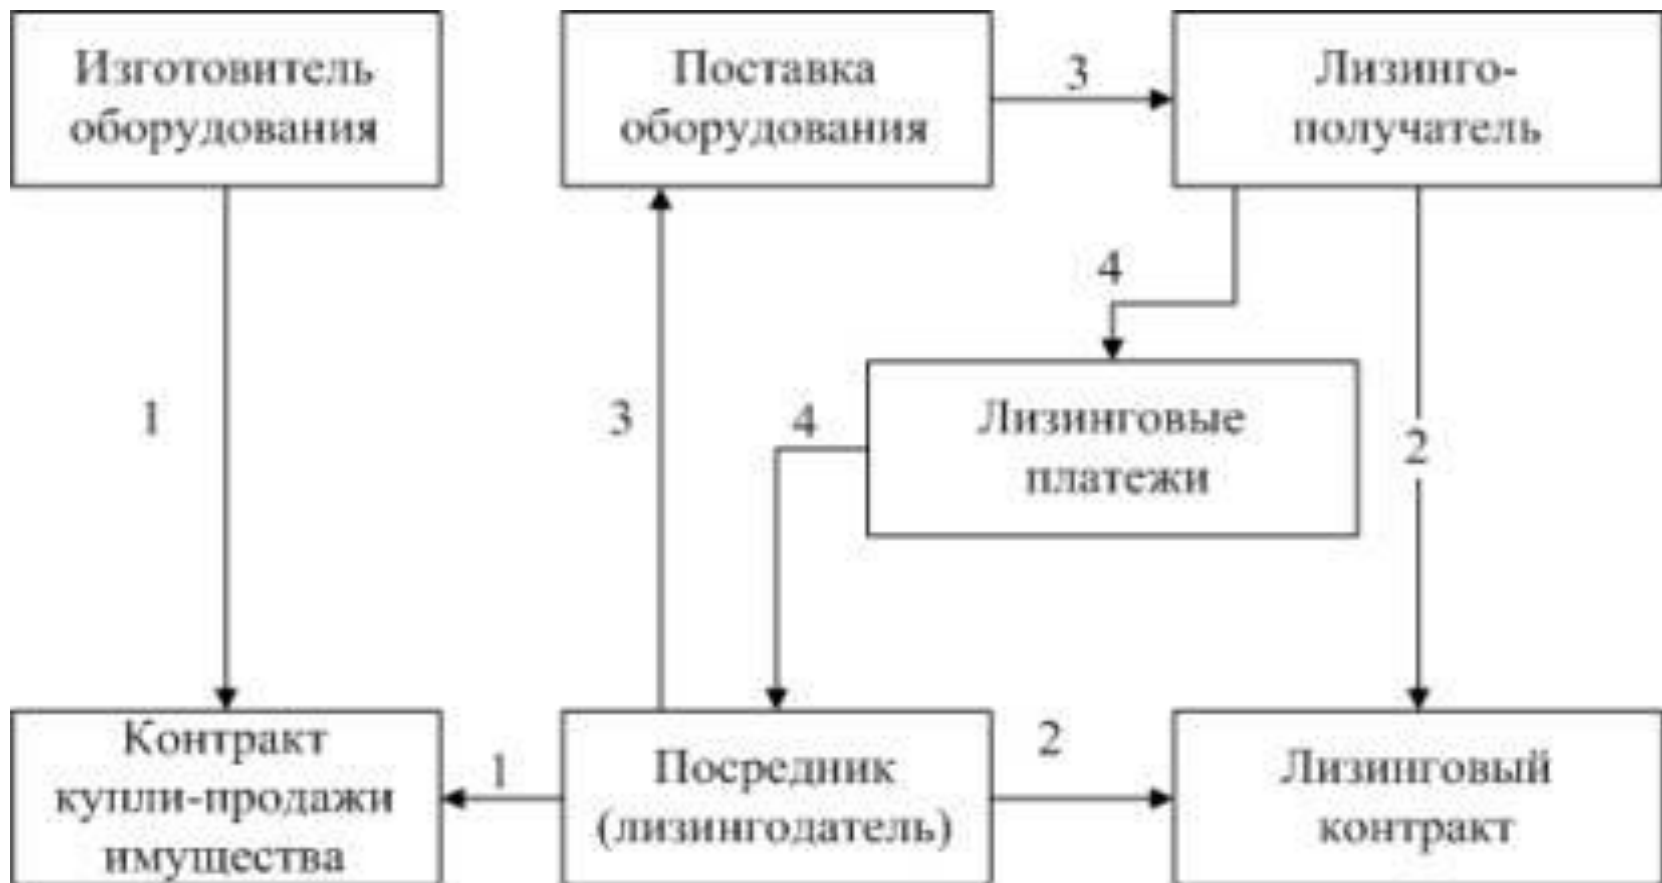 Изготовитель
оборудования
Поставка
оборудования
3
Лизинго-
получатель
4
1
3
4
Лизинговые
платежи
2
Контракт
купли-продажи
имущества
1
Посредник
(лизингодатель)
2
Лизинговый
контракт